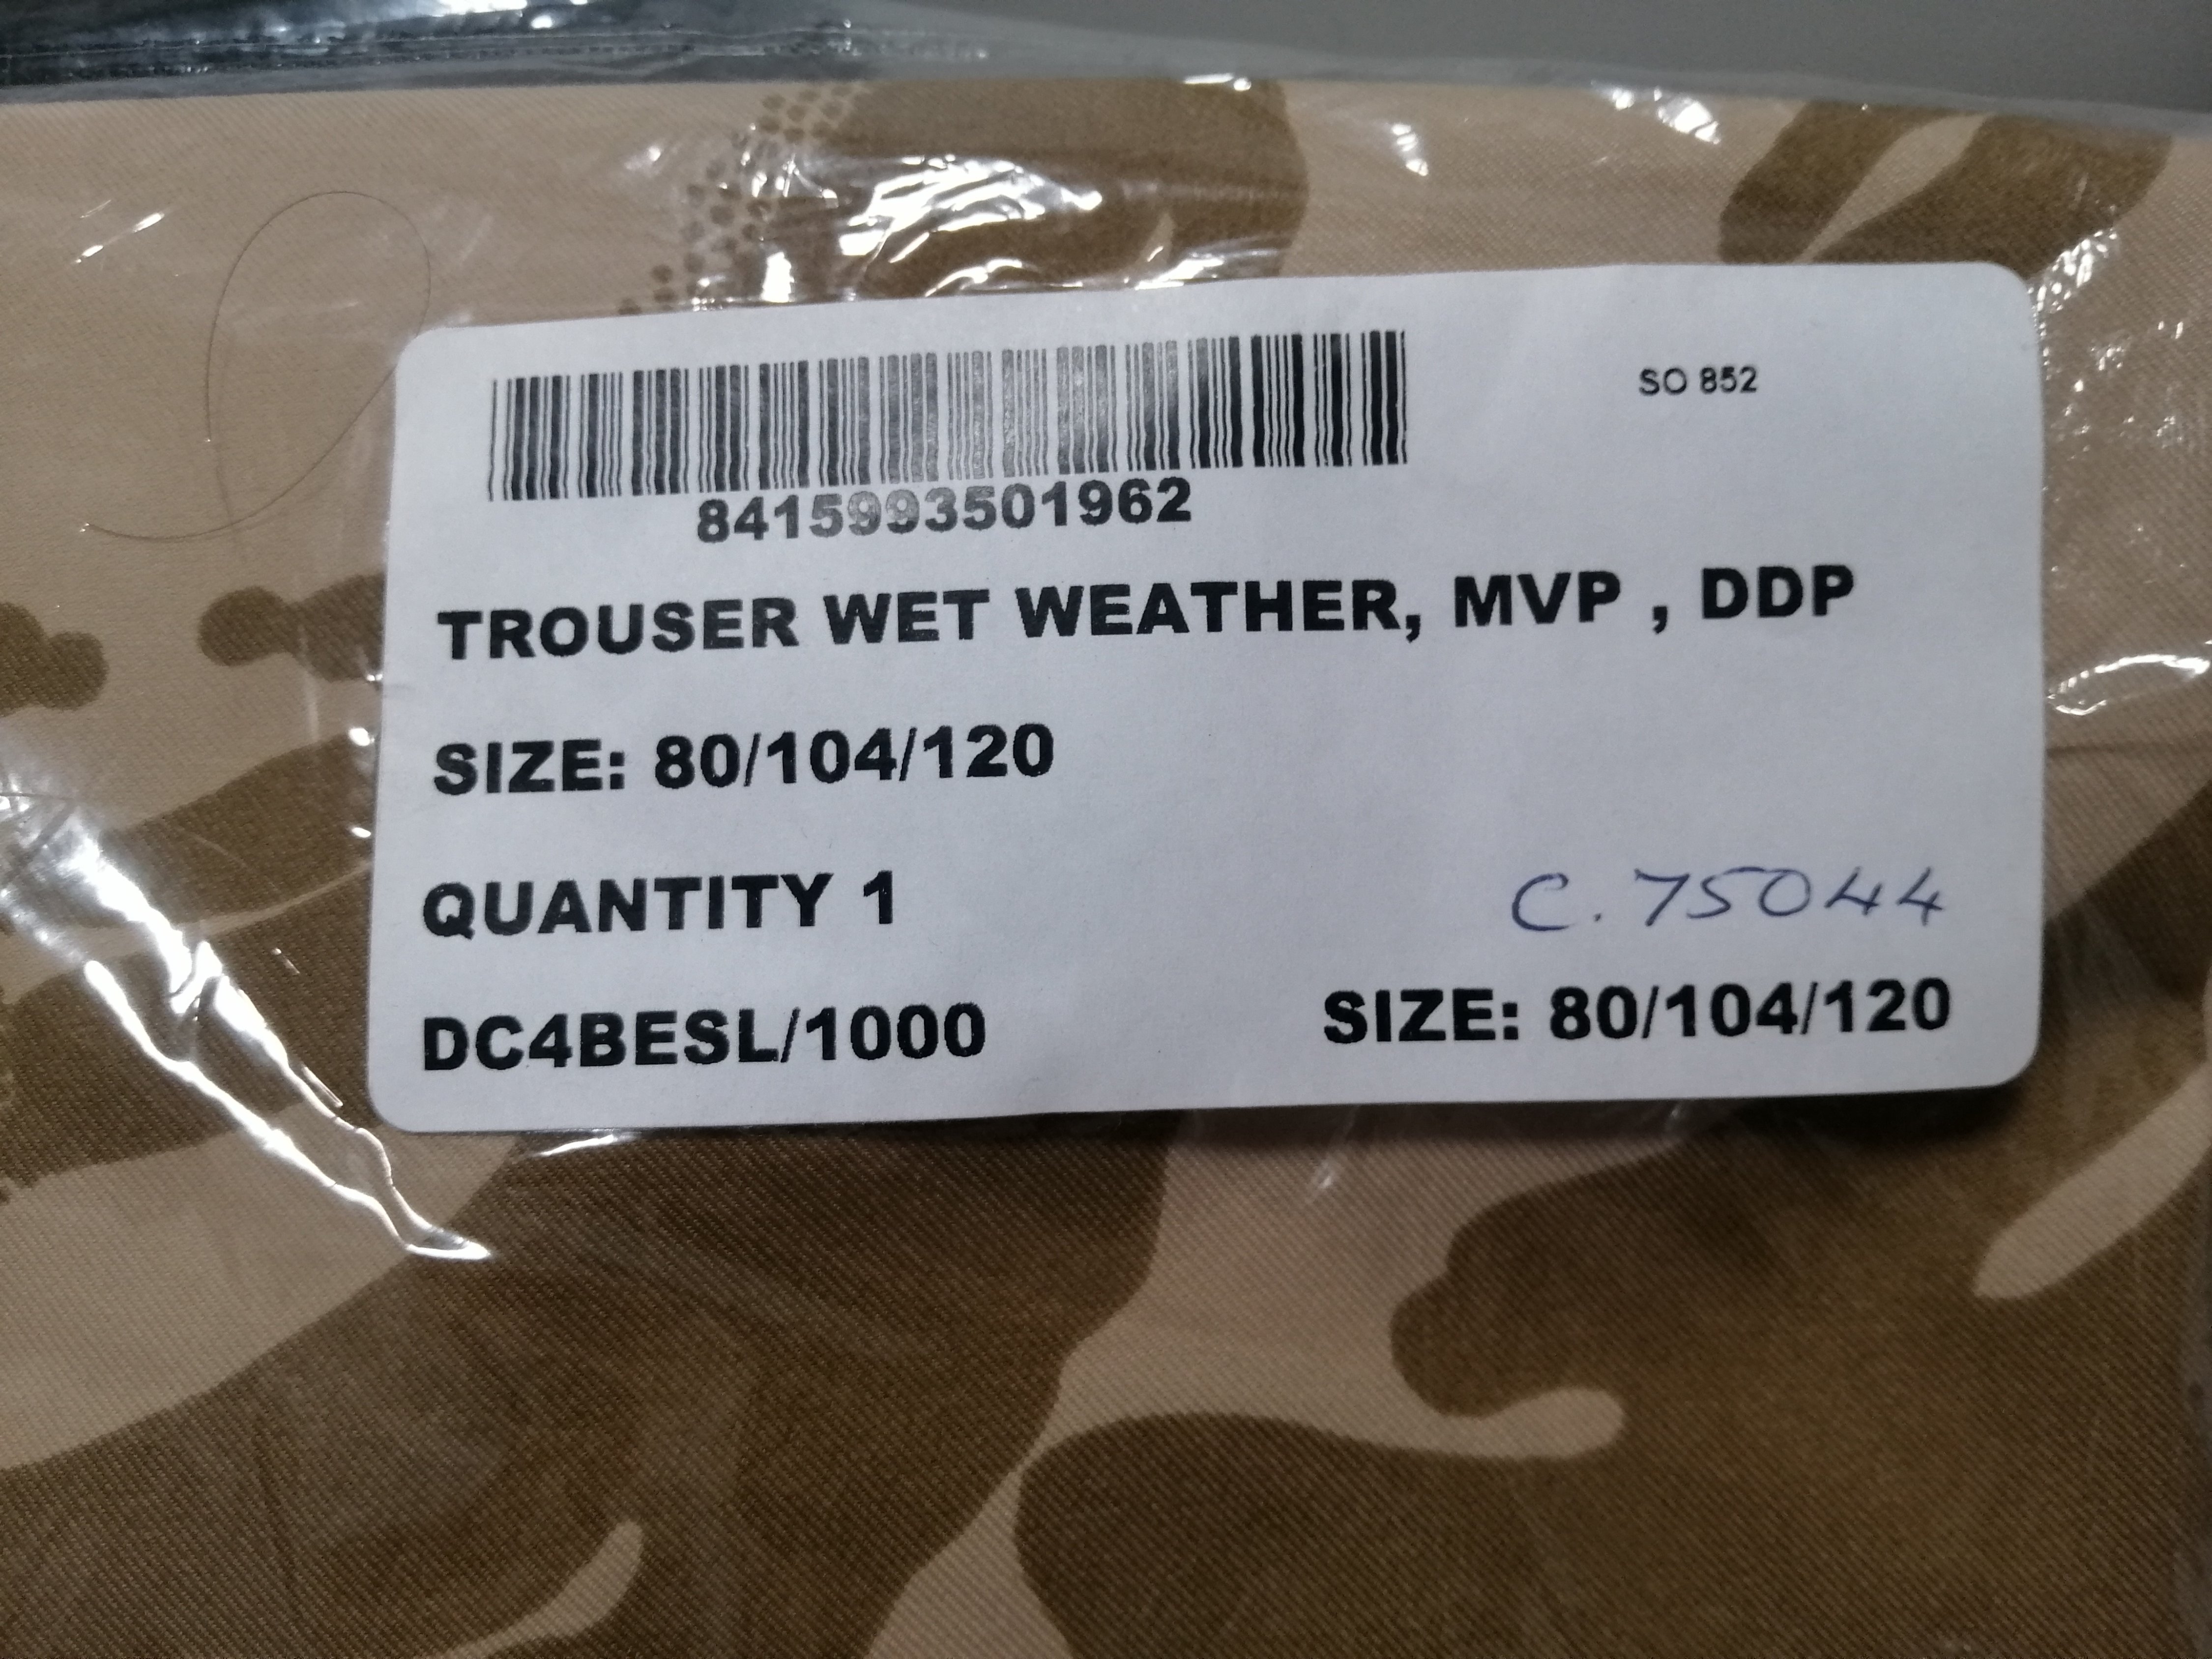 SO 852
8415993501962
TROUSER WET WEATHER, MVP , DDP
SIZE: 80/104/120
QUANTITY 1
C. 75044
DC4BESL/1000 SIZE: 80/104/120